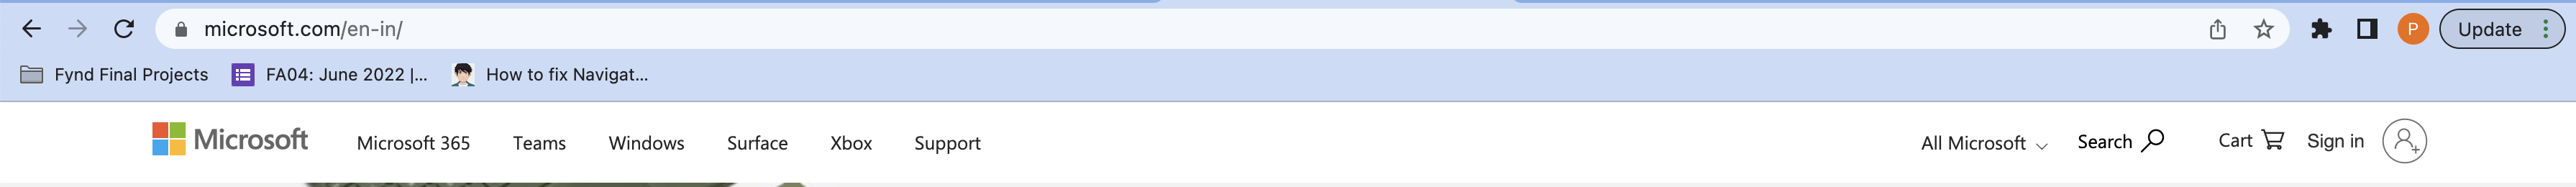 microsoft.com/en-in/ P Update
Fynd Final Projects FA04: June 2022 |... How to fix Navigat...
Microsoft Microsoft 365 Teams Windows Surface Xbox Support All Microsoft Search Cart Sign in